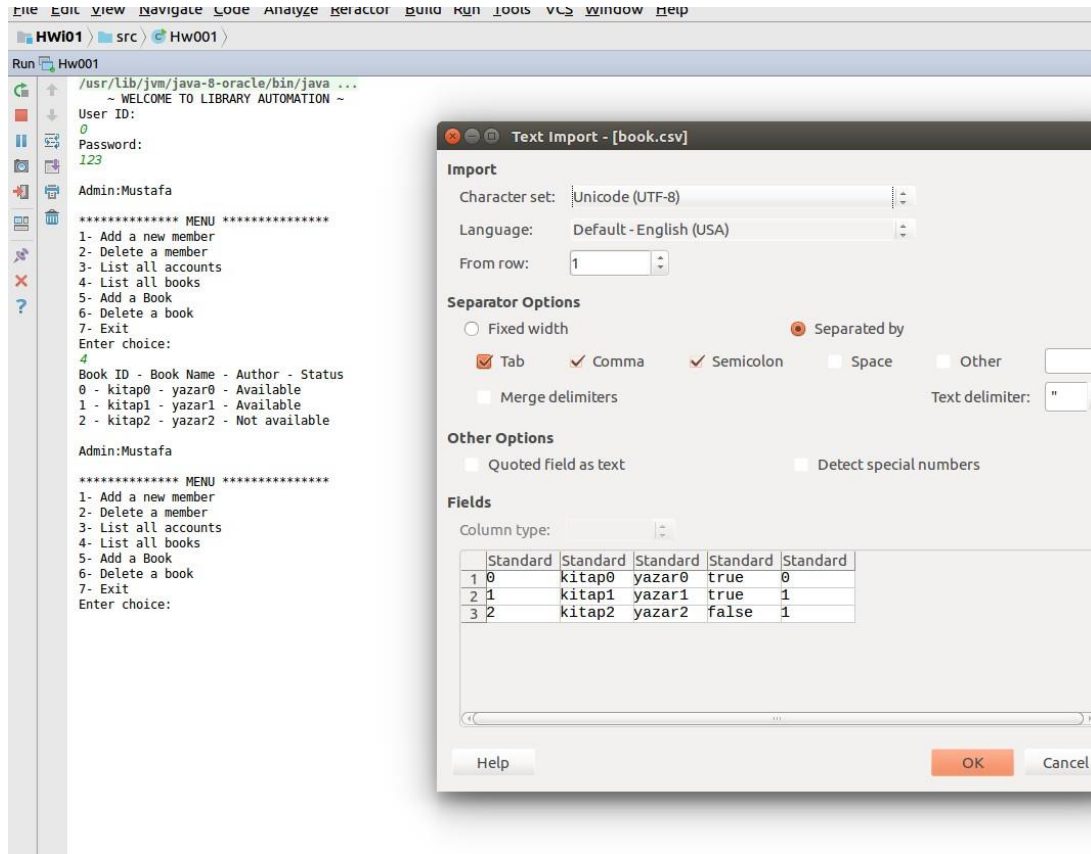 File Edit View Navigate Code Analyze Refactor Build Run Tools VCS Window Help
HWi01 src Hw001
Run Hw001
/usr/lib/jvm/java-8-oracle/bin/java ...
~ WELCOME TO LIBRARY AUTOMATION ~
User ID:
0
Password:
123
Admin:Mustafa
************** MENU ***************
1- Add a new member
2- Delete a member
3- List all accounts
4- List all books
5- Add a Book
6- Delete a book
7- Exit
Enter choice:
4
Book ID - Book Name - Author - Status
0 - kitap0 - yazar0 - Available
1 - kitap1 - yazar1 - Available
2 - kitap2 - yazar2 - Not available
Admin:Mustafa
************** MENU ***************
1- Add a new member
2- Delete a member
3- List all accounts
4- List all books
5- Add a Book
6- Delete a book
7- Exit
Enter choice:
Text Import - [book.csv]
Import
Character set: Unicode (UTF-8)
Language: Default - English (USA)
From row: 1
Separator Options
Fixed width Separated by
Tab Comma Semicolon Space Other
Merge delimiters Text delimiter: "
Other Options
Quoted field as text Detect special numbers
Fields
Column type:
Standard Standard Standard Standard Standard
1 0 kitap0 yazar0 true 0
2 1 kitap1 yazar1 true 1
3 2 kitap2 yazar2 false 1
Help OK Cancel